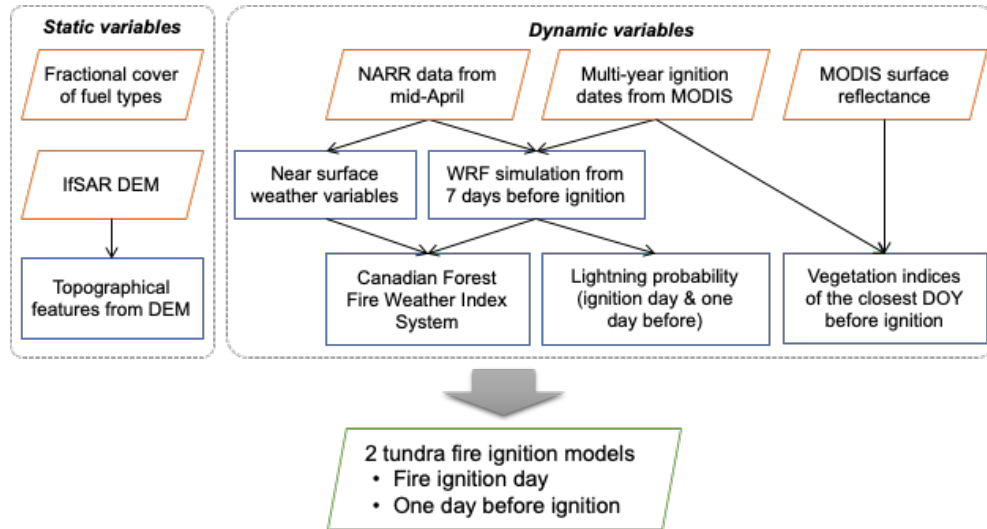 Static variables
Fractional cover
of fuel types
IfSAR DEM
Topographical
features from DEM
Dynamic variables
NARR data from
mid-April
Multi-year ignition
dates from MODIS
MODIS surface
reflectance
Near surface
weather variables
WRF simulation from
7 days before ignition
Canadian Forest
Fire Weather Index
System
Lightning probability
(ignition day & one
day before)
Vegetation indices
of the closest DOY
before ignition
2 tundra fire ignition models
• Fire ignition day
• One day before ignition